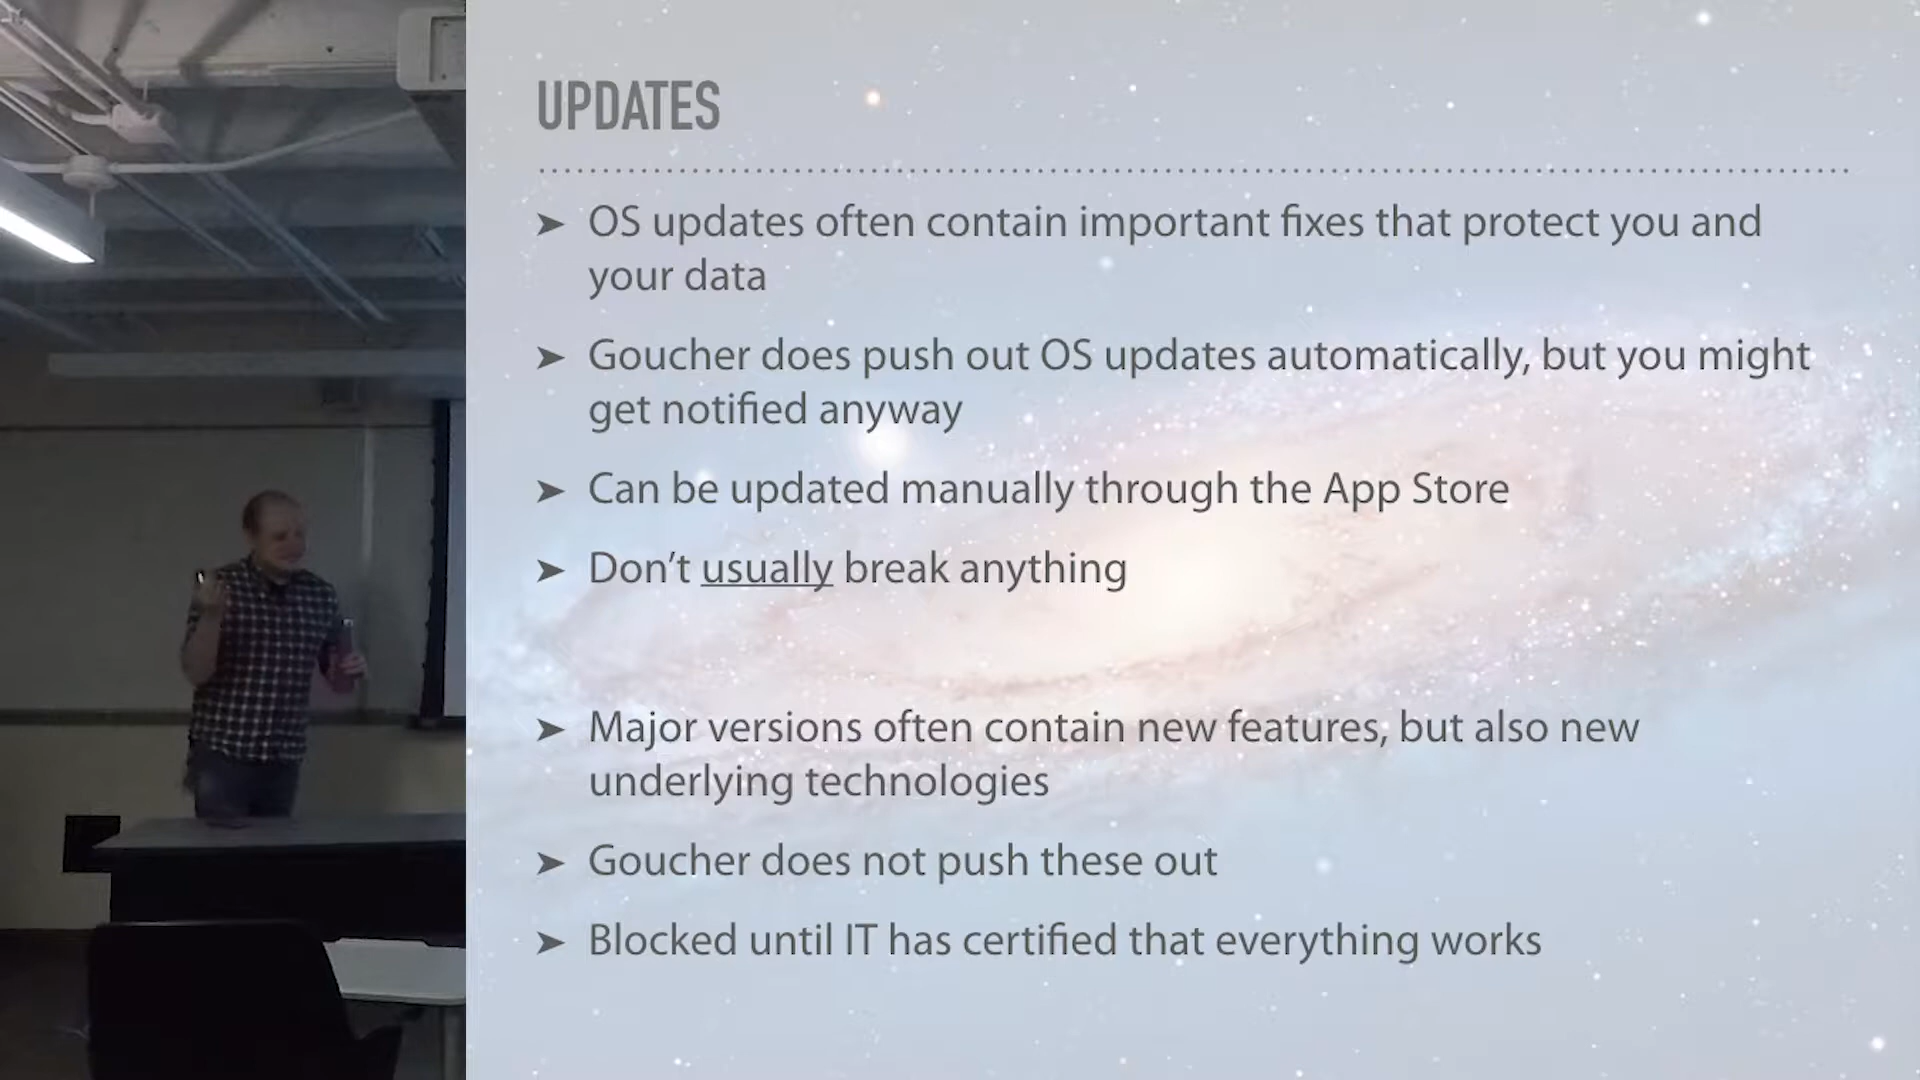 UPDATES
➤ OS updates often contain important fixes that protect you and
your data
➤ Goucher does push out OS updates automatically, but you might
get notified anyway
➤ Can be updated manually through the App Store
➤ Don’t usually break anything
➤ Major versions often contain new features, but also new
underlying technologies
➤ Goucher does not push these out
➤ Blocked until IT has certified that everything works